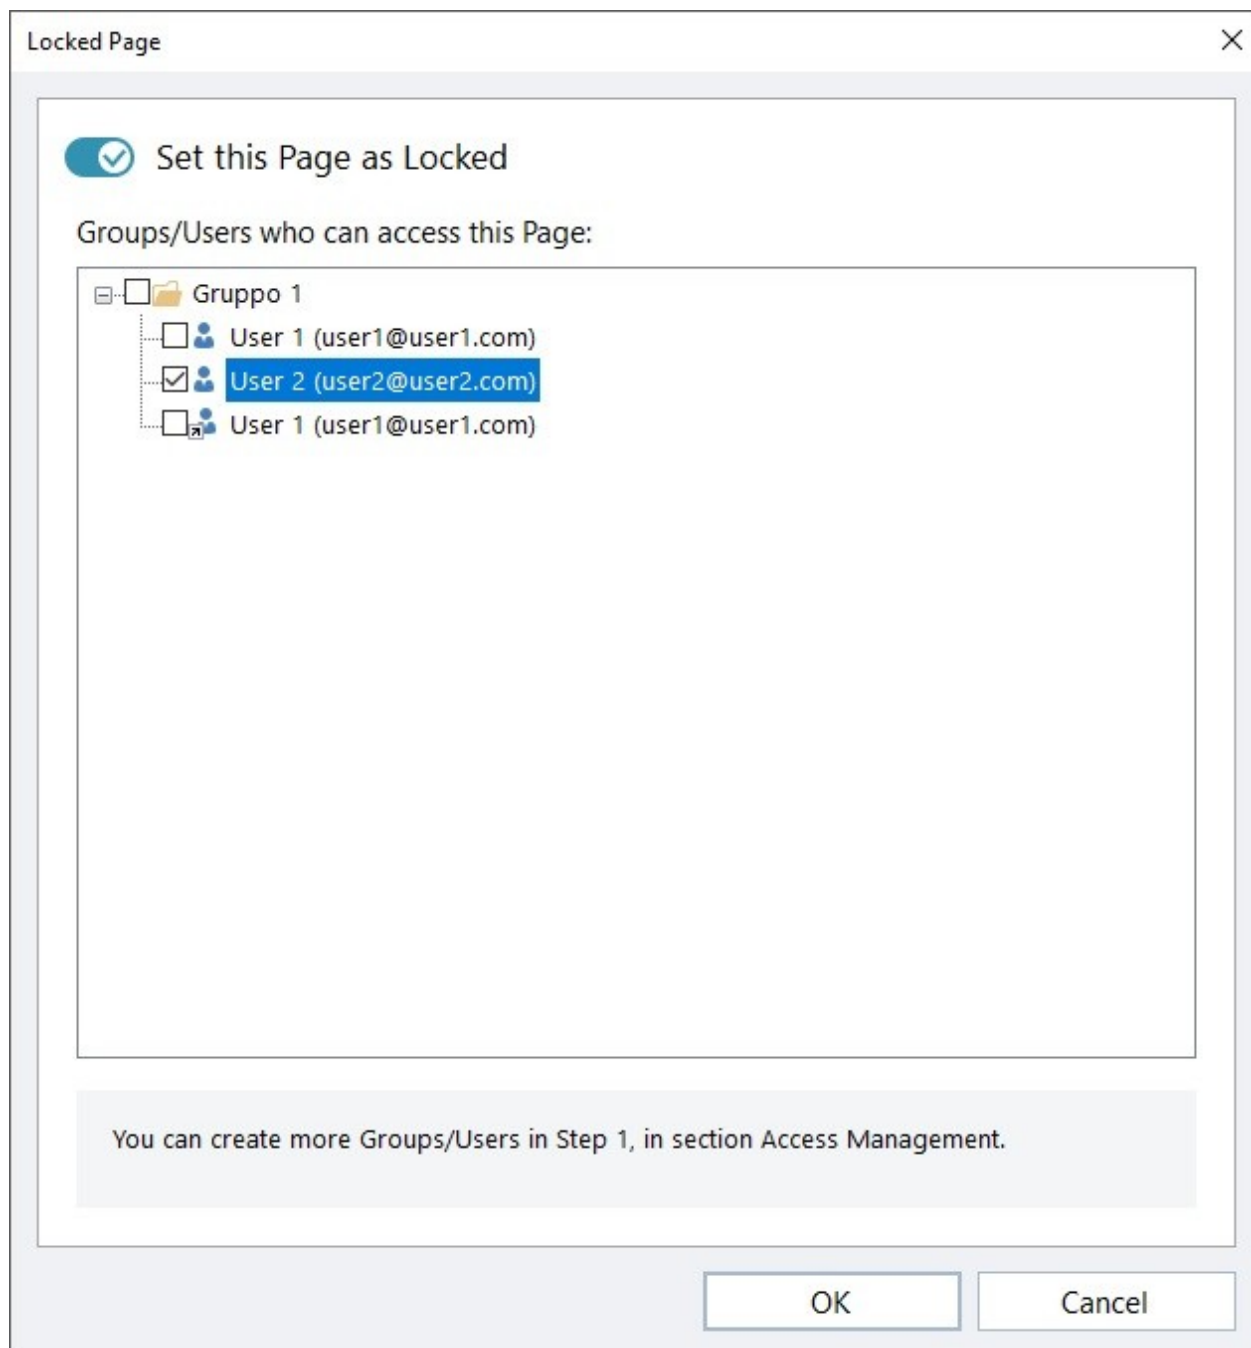 Locked Page
Set this Page as Locked
Groups/Users who can access this Page:
Gruppo 1
User 1 (user1@user1.com)
User 2 (user2@user2.com)
User 1 (user1@user1.com)
You can create more Groups/Users in Step 1, in section Access Management.
OK
Cancel